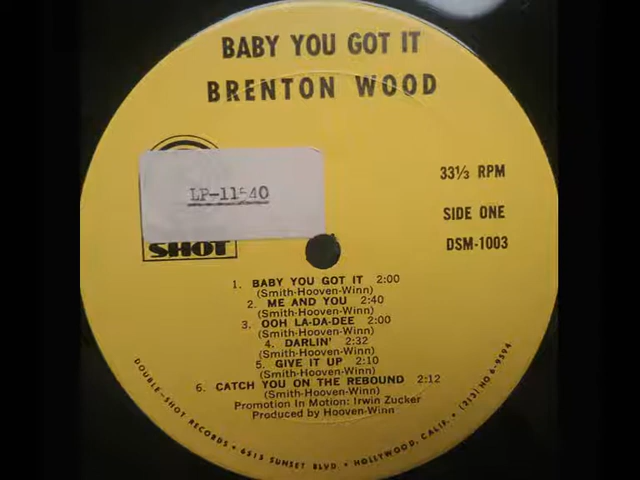 BABY YOU GOT IT
BRENTON WOOD
LP-11540
33⅓ RPM
SIDE ONE
DSM-1003
SHOT
1. BABY YOU GOT IT 2:00
(Smith-Hooven-Winn)
2. ME AND YOU 2:40
(Smith-Hooven-Winn)
3. OOH LA-DA-DEE 2:00
(Smith-Hooven-Winn)
4. DARLIN' 2:32
(Smith-Hooven-Winn)
5. GIVE IT UP 2:10
(Smith-Hooven-Winn)
6. CATCH YOU ON THE REBOUND 2:12
(Smith-Hooven-Winn)
Promotion In Motion: Irwin Zucker
Produced by Hooven-Winn
DOUBLE-SHOT RECORDS • 6515 SUNSET BLVD. • HOLLYWOOD, CALIF. • (213) HO 6-9594